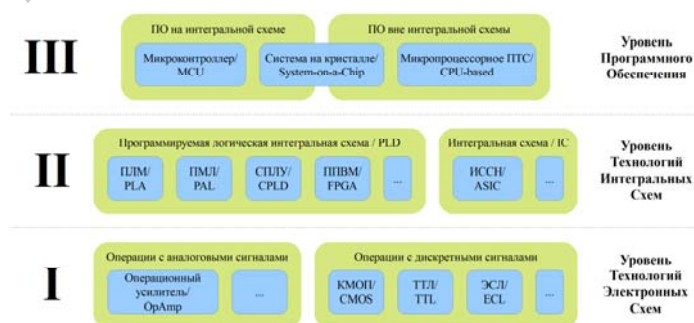 III
ПО на интегральной схеме
ПО вне интегральной схемы
Микроконтроллер/
MCU
Система на кристалле/
System-on-a-Chip
Микропроцессорное ПТС/
CPU-based
Уровень
Программного
Обеспечения
II
Программируемая логическая интегральная схема / PLD
Интегральная схема / IC
ПЛМ/
PLA
ПМЛ/
PAL
СПЛУ/
CPLD
ППВМ/
FPGA
...
ИССН/
ASIC
...
Уровень
Технологий
Интегральных
Схем
I
Операции с аналоговыми сигналами
Операции с дискретными сигналами
Операционный
усилитель/
OpAmp
...
КМОП/
CMOS
ТТЛ/
TTL
ЭСЛ/
ECL
...
Уровень
Технологий
Электронных
Схем